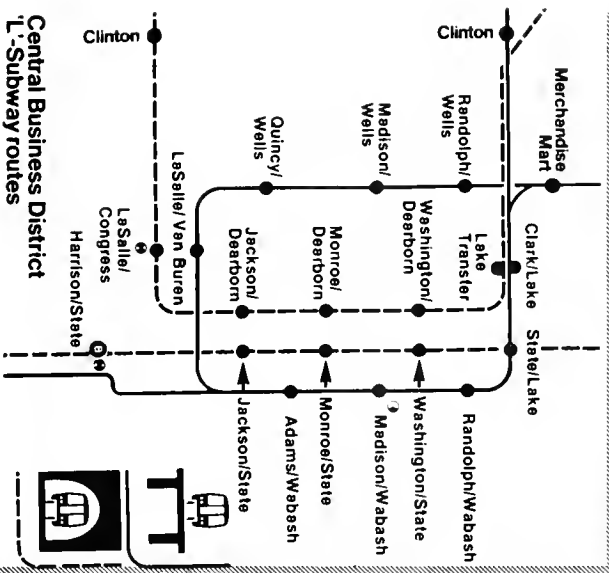 Central Business District
'L'-Subway routes
Clinton
Clinton
Merchandise
Mart
Randolph/
Wells
Madison/
Wells
Quincy/
Wells
LaSalle/Van Buren
LaSalle/
Congress
H
Harrison/State
B
H
Clark/Lake
Lake
Transfer
Washington/
Dearborn
Monroe/
Dearborn
Jackson/
Dearborn
State/Lake
Randolph/Wabash
Washington/State
Madison/Wabash
Monroe/State
Adams/Wabash
Jackson/State